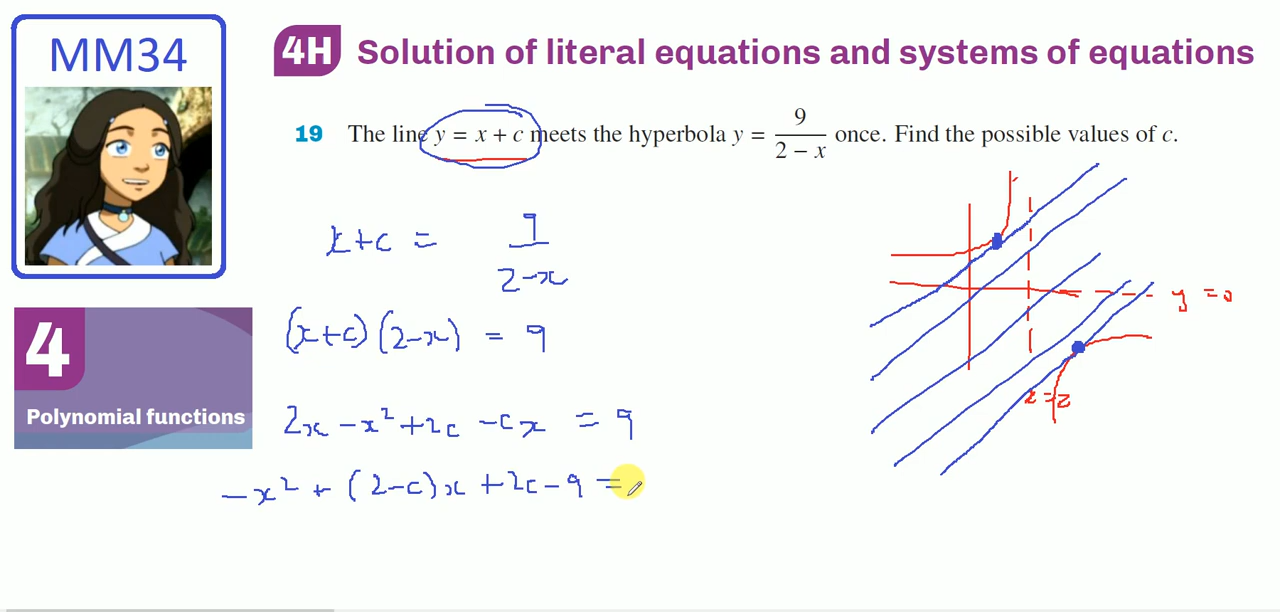 MM34
4H Solution of literal equations and systems of equations
19 The line y = x + c meets the hyperbola y = 9/(2 − x) once. Find the possible values of c.
x+c = 9/(2-x)
(x+c)(2-x) = 9
2x -x² +2c -cx = 9
-x² + (2-c)x +2c-9 =
y = 0
x=2
4
Polynomial functions